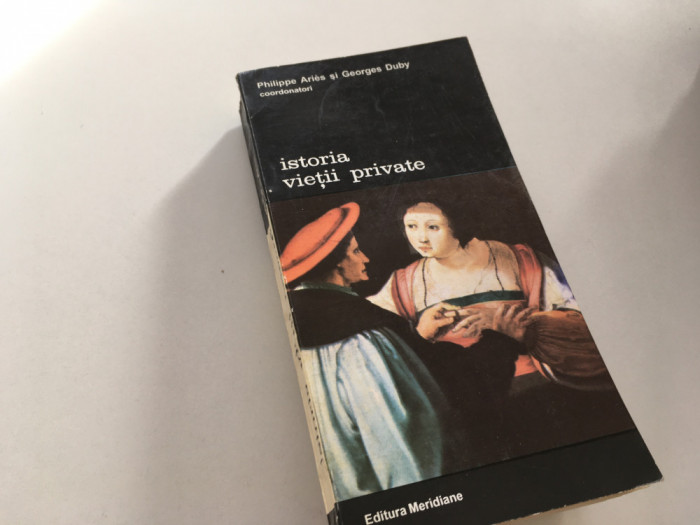 Philippe Ariès și Georges Duby
coordonatori
istoria
vieții private
Editura Meridiane